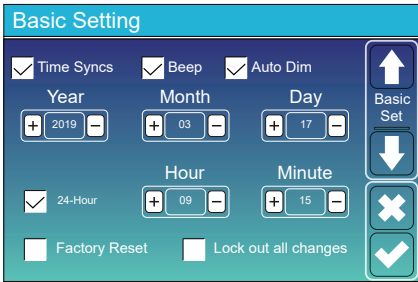 Basic Setting
Time Syncs Beep Auto Dim
Year Month Day
+ 2019 - + 03 - + 17 -
Basic
Set
Hour Minute
24-Hour + 09 - + 15 -
Factory Reset Lock out all changes